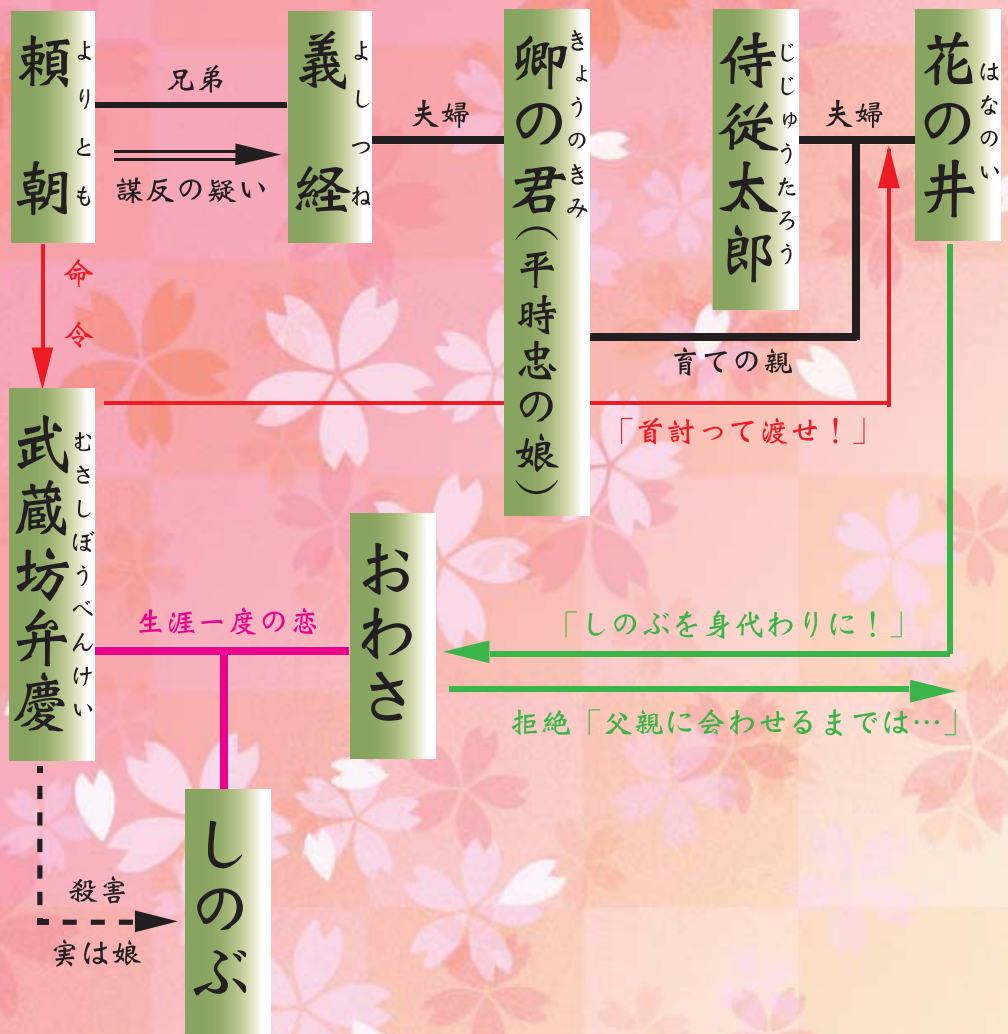 頼朝
よりとも
兄弟
謀反の疑い
義経
よしつね
夫婦
卿の君(平時忠の娘)
きょうのきみ
侍従太郎
じじゅうたろう
夫婦
花の井
はなのい
育ての親
命令
「首討って渡せ!」
武蔵坊弁慶
むさしぼうべんけい
生涯一度の恋
おわさ
「しのぶを身代わりに!」
拒絶「父親に会わせるまでは…」
しのぶ
殺害
実は娘